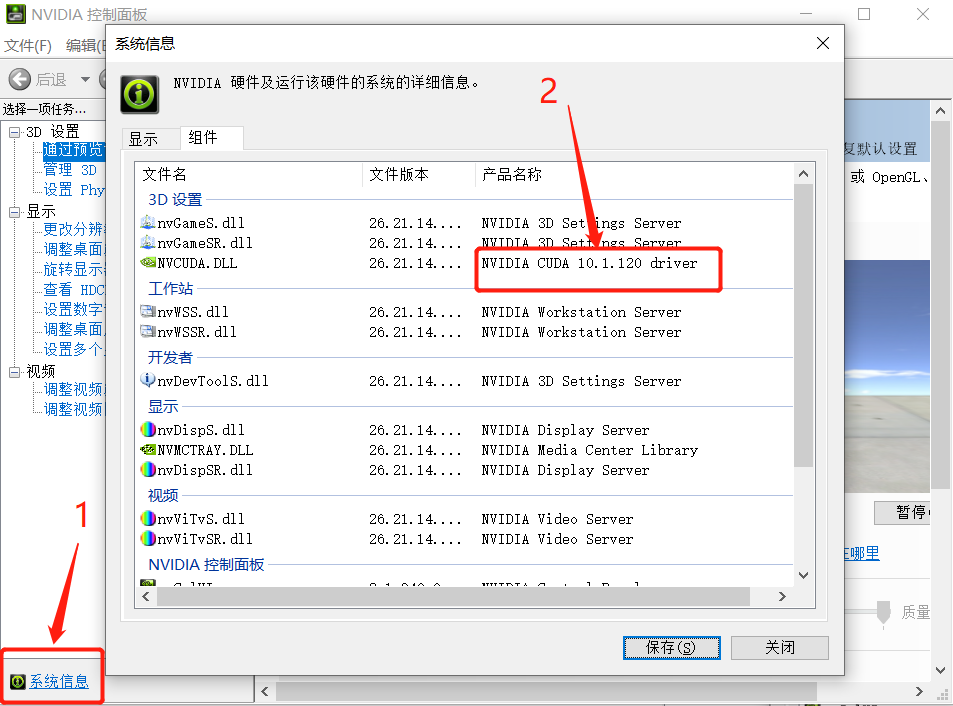 NVIDIA 控制面板
文件(F) 编辑(
后退
选择一项任务...
3D 设置
通过预览
管理 3D
设置 Phy
显示
更改分辨
调整桌面
旋转显示
查看 HDC
设置数字
调整桌面
设置多个
视频
调整视频
调整视频
1
系统信息
系统信息
NVIDIA 硬件及运行该硬件的系统的详细信息。
2
显示 组件
文件名 文件版本 产品名称
3D 设置
nvGameS.dll 26.21.14.... NVIDIA 3D Settings Server
nvGameSR.dll 26.21.14.... NVIDIA 3D Settings Server
NVCUDA.DLL 26.21.14.... NVIDIA CUDA 10.1.120 driver
工作站
nvWSS.dll 26.21.14.... NVIDIA Workstation Server
nvWSSR.dll 26.21.14.... NVIDIA Workstation Server
开发者
nvDevToolS.dll 26.21.14.... NVIDIA 3D Settings Server
显示
nvDispS.dll 26.21.14.... NVIDIA Display Server
NVMCTRAY.DLL 26.21.14.... NVIDIA Media Center Library
nvDispSR.dll 26.21.14.... NVIDIA Display Server
视频
nvViTvS.dll 26.21.14.... NVIDIA Video Server
nvViTvSR.dll 26.21.14.... NVIDIA Video Server
NVIDIA 控制面板
保存(S) 关闭
复默认设置
或 OpenGL、
暂停
在哪里
质量